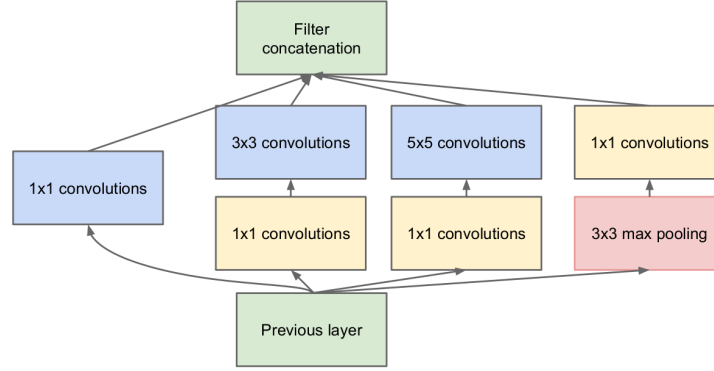 Filter
concatenation
3x3 convolutions
5x5 convolutions
1x1 convolutions
1x1 convolutions
1x1 convolutions
1x1 convolutions
3x3 max pooling
Previous layer